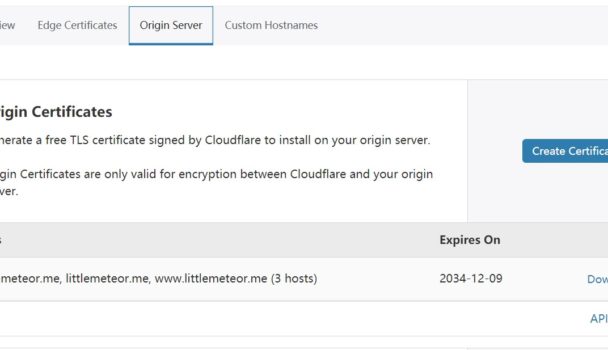 iew Edge Certificates Origin Server Custom Hostnames
igin Certificates
nerate a free TLS certificate signed by Cloudflare to install on your origin server.
Create Certifica
gin Certificates are only valid for encryption between Cloudflare and your origin
ver.
s Expires On
emeteor.me, littlemeteor.me, www.littlemeteor.me (3 hosts) 2034-12-09 Dow
API